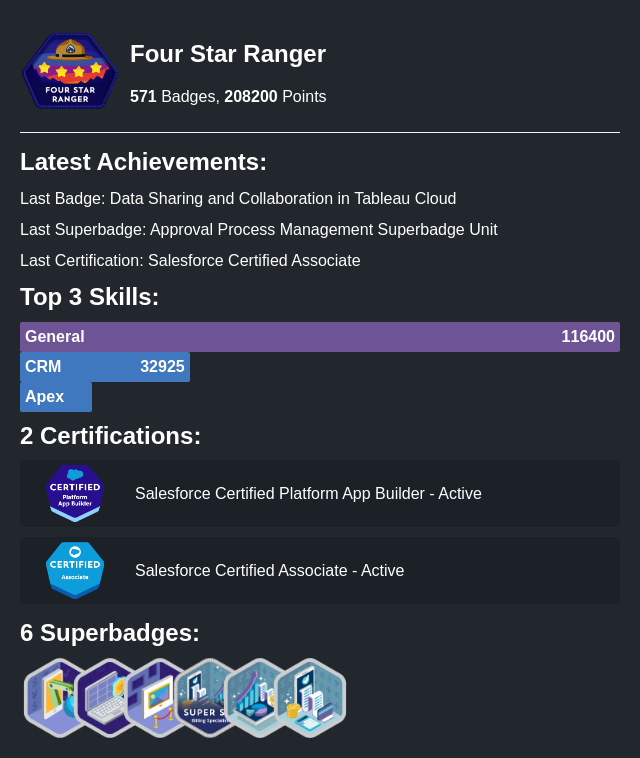 FOUR STAR
RANGER
Four Star Ranger
571 Badges, 208200 Points
Latest Achievements:
Last Badge: Data Sharing and Collaboration in Tableau Cloud
Last Superbadge: Approval Process Management Superbadge Unit
Last Certification: Salesforce Certified Associate
Top 3 Skills:
General 116400
CRM 32925
Apex
2 Certifications:
CERTIFIED
Platform
App Builder
Salesforce Certified Platform App Builder - Active
CERTIFIED
Associate
Salesforce Certified Associate - Active
6 Superbadges:
SUPER S
Billing Specialist